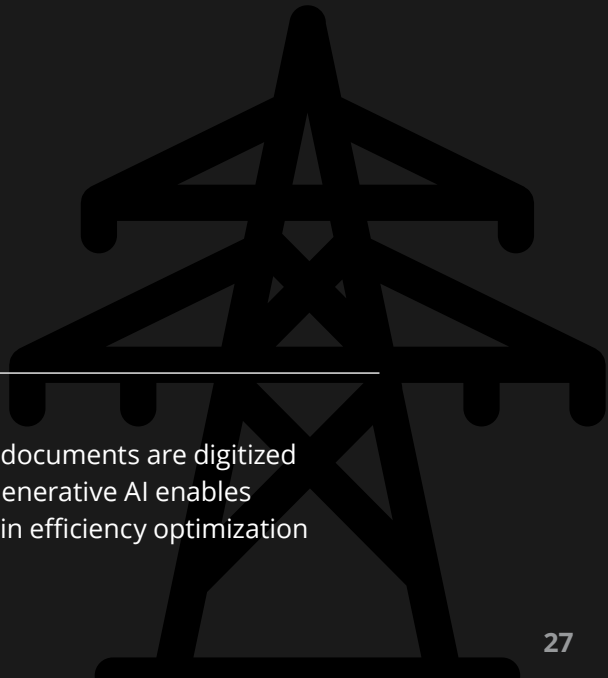 documents are digitized
enerative AI enables
in efficiency optimization
27